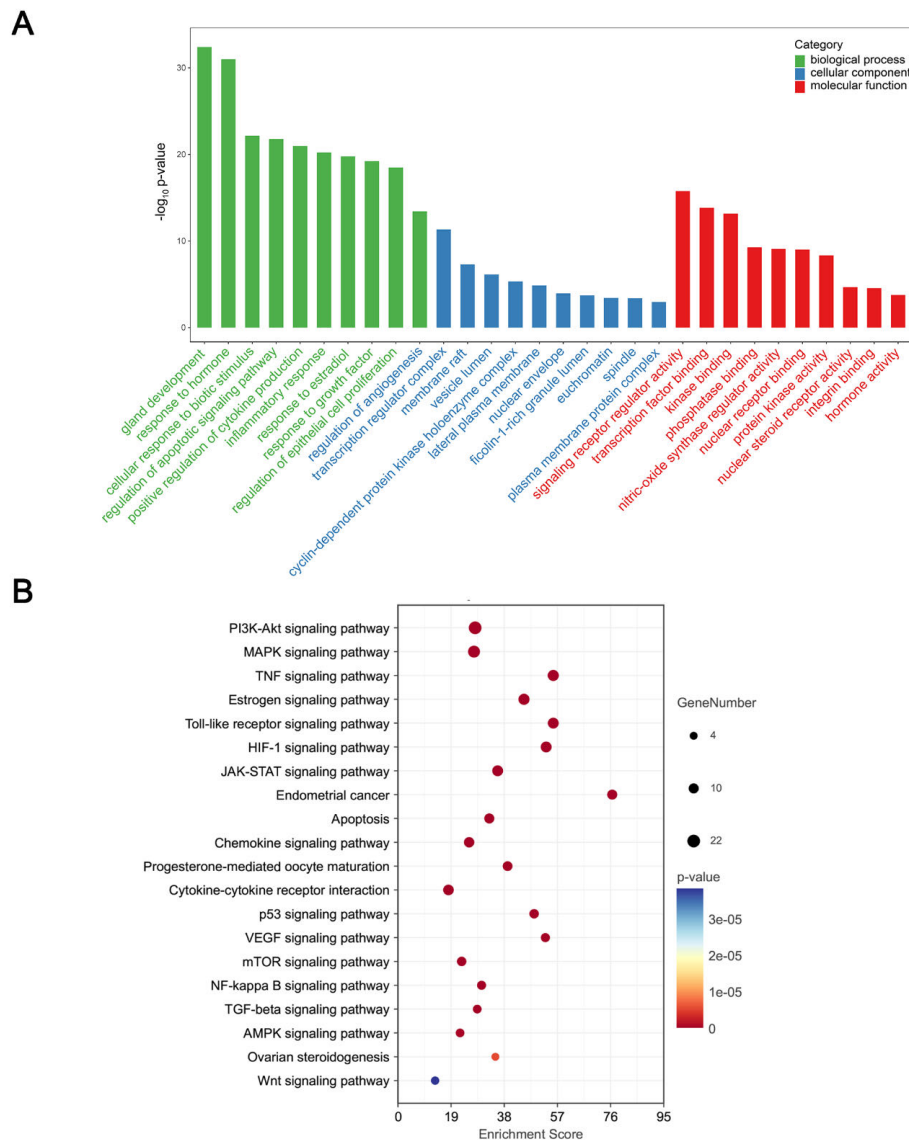 A
Category
biological process
cellular component
molecular function
-log10 p-value
30
20
10
0
gland development
response to hormone
cellular response to biotic stimulus
regulation of apoptotic signaling pathway
positive regulation of cytokine production
inflammatory response
response to estradiol
response to growth factor
regulation of epithelial cell proliferation
regulation of angiogenesis
transcription regulator complex
membrane raft
vesicle lumen
cyclin-dependent protein kinase holoenzyme complex
lateral plasma membrane
nuclear envelope
ficolin-1-rich granule lumen
euchromatin
spindle
plasma membrane protein complex
signaling receptor regulator activity
transcription factor binding
kinase binding
phosphatase binding
nitric-oxide synthase regulator activity
nuclear receptor binding
protein kinase activity
nuclear steroid receptor activity
integrin binding
hormone activity
B
PI3K-Akt signaling pathway
MAPK signaling pathway
TNF signaling pathway
Estrogen signaling pathway
Toll-like receptor signaling pathway
HIF-1 signaling pathway
JAK-STAT signaling pathway
Endometrial cancer
Apoptosis
Chemokine signaling pathway
Progesterone-mediated oocyte maturation
Cytokine-cytokine receptor interaction
p53 signaling pathway
VEGF signaling pathway
mTOR signaling pathway
NF-kappa B signaling pathway
TGF-beta signaling pathway
AMPK signaling pathway
Ovarian steroidogenesis
Wnt signaling pathway
0 19 38 57 76 95
Enrichment Score
GeneNumber
4
10
22
p-value
3e-05
2e-05
1e-05
0